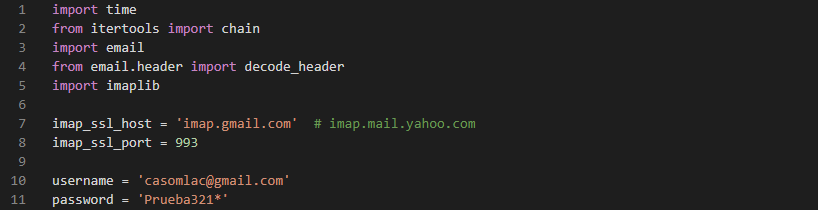 1 import time
2 from itertools import chain
3 import email
4 from email.header import decode_header
5 import imaplib
6
7 imap_ssl_host = 'imap.gmail.com'  # imap.mail.yahoo.com
8 imap_ssl_port = 993
9
10 username = 'casomlac@gmail.com'
11 password = 'Prueba321*'